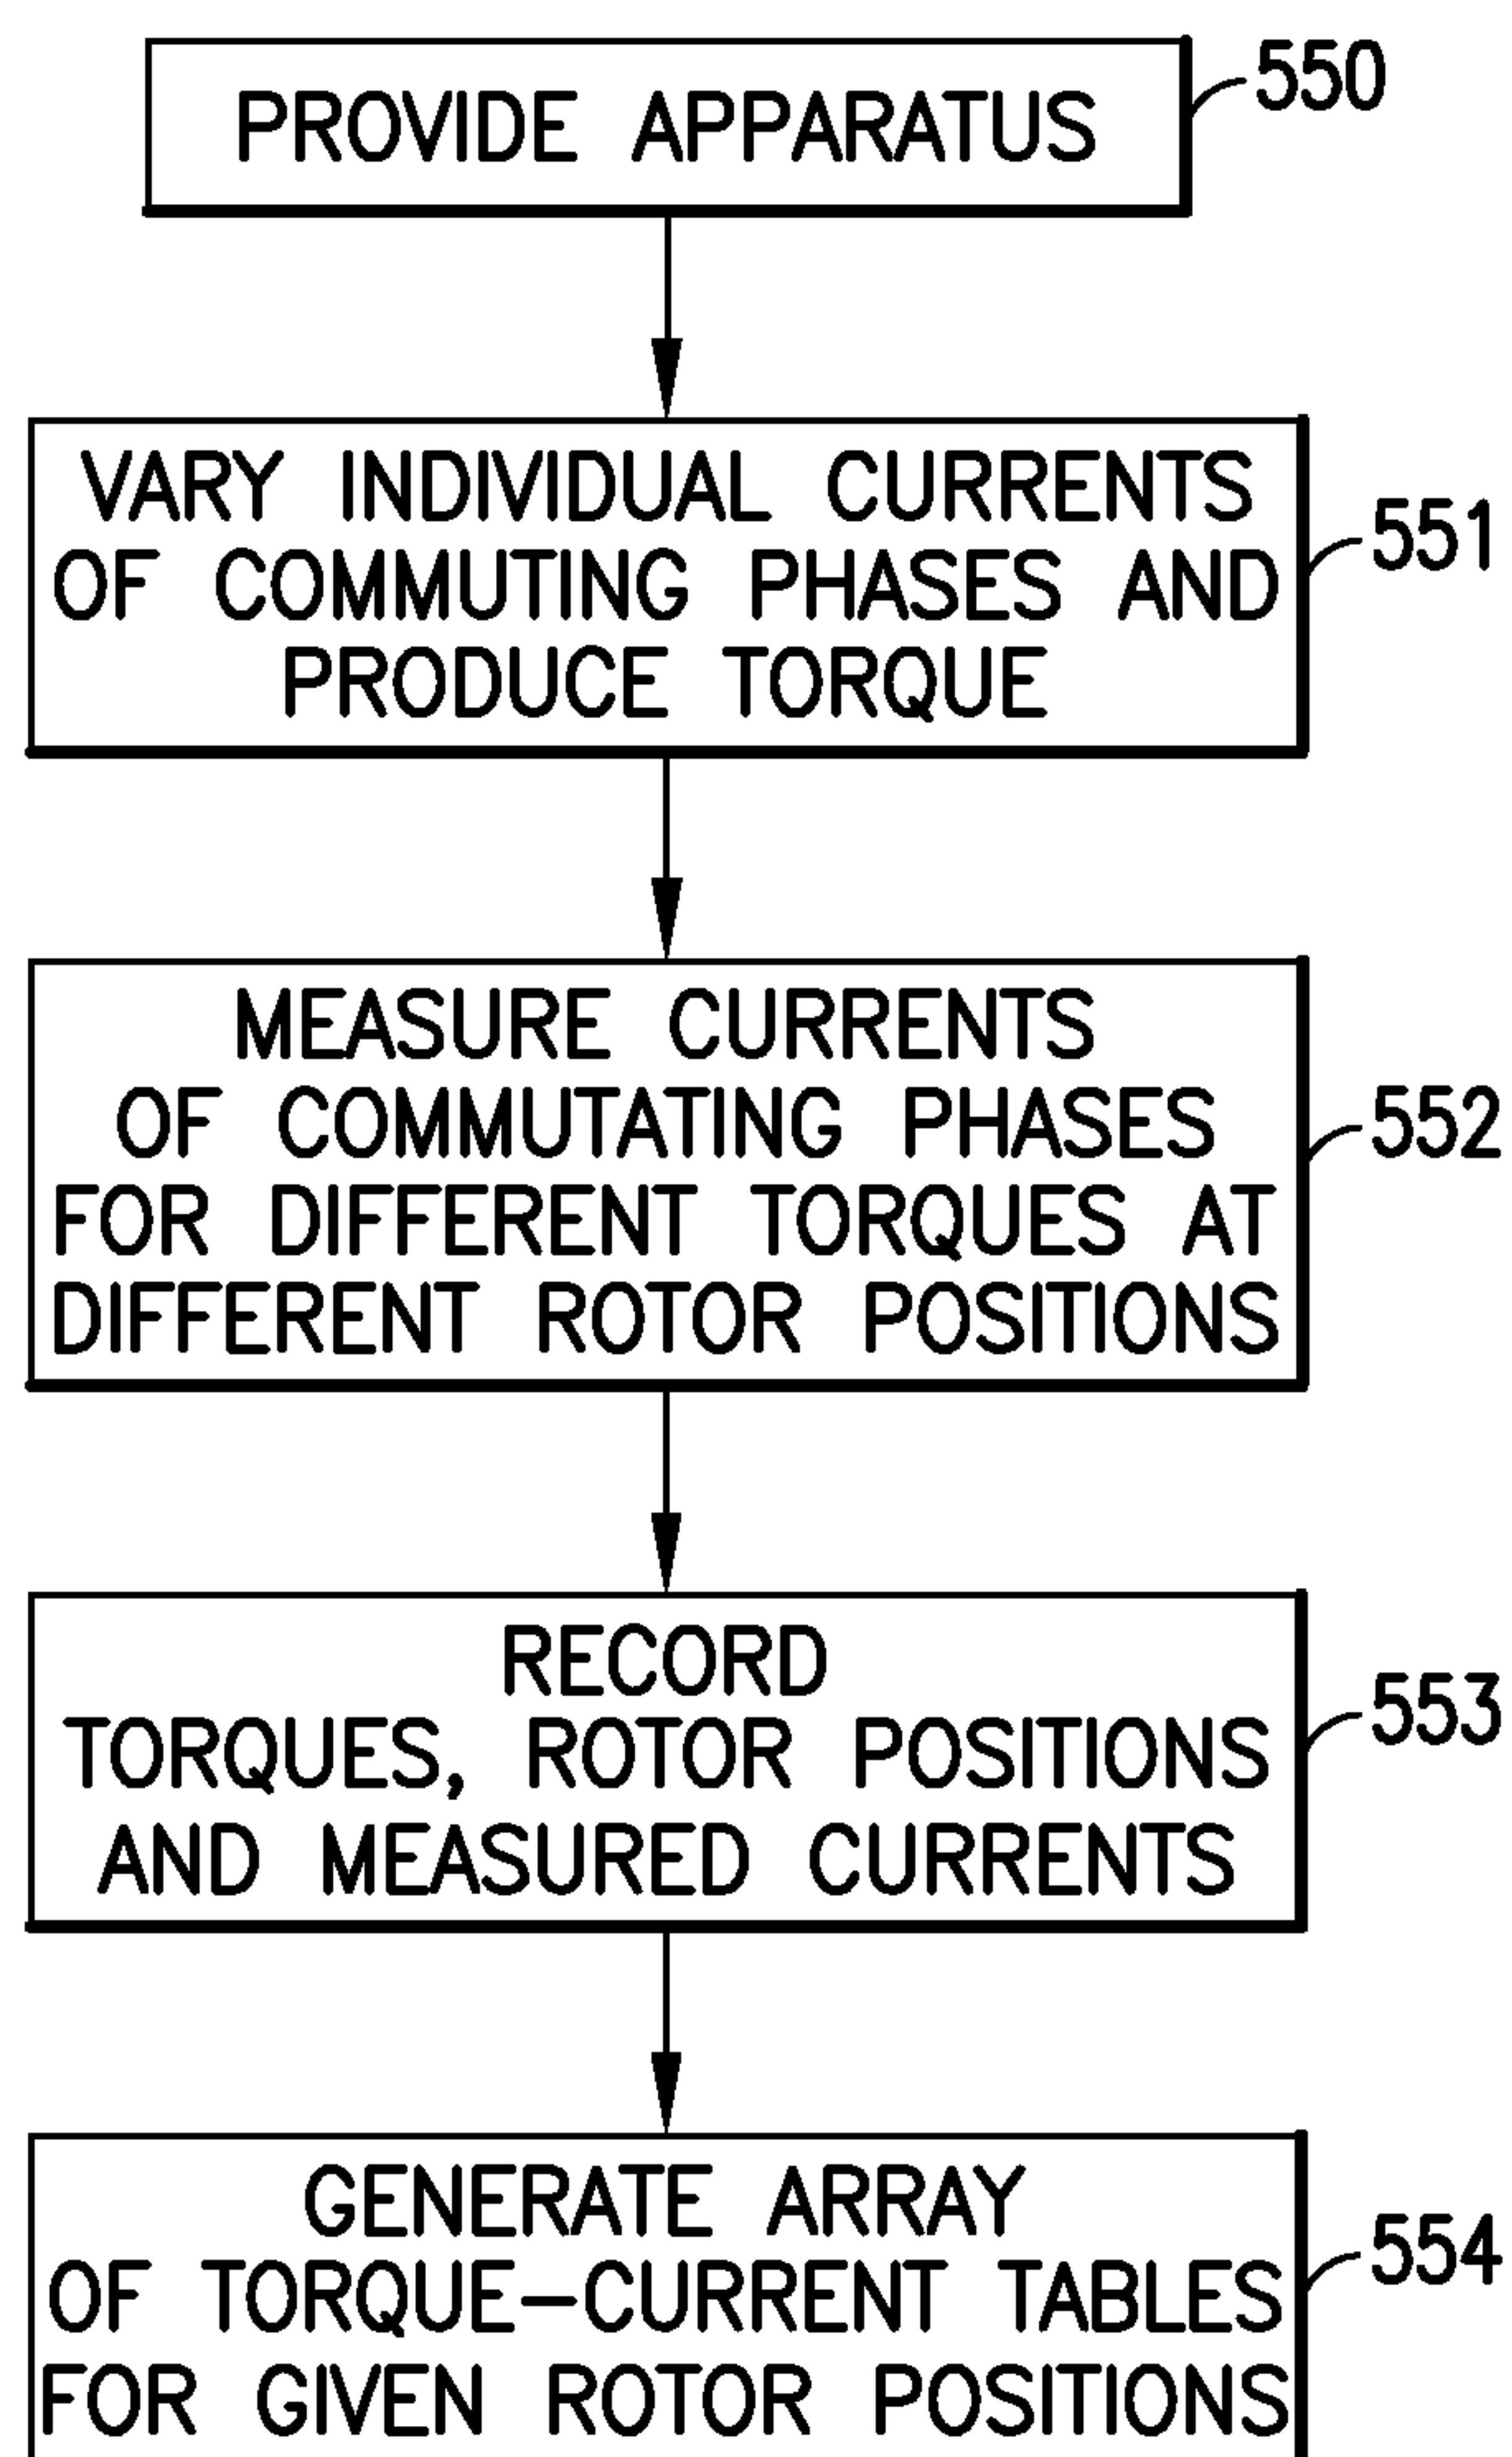 PROVIDE APPARATUS
550
VARY INDIVIDUAL CURRENTS
OF COMMUTING PHASES AND
PRODUCE TORQUE
551
MEASURE CURRENTS
OF COMMUTATING PHASES
FOR DIFFERENT TORQUES AT
DIFFERENT ROTOR POSITIONS
552
RECORD
TORQUES, ROTOR POSITIONS
AND MEASURED CURRENTS
553
GENERATE ARRAY
OF TORQUE-CURRENT TABLES
FOR GIVEN ROTOR POSITIONS
554